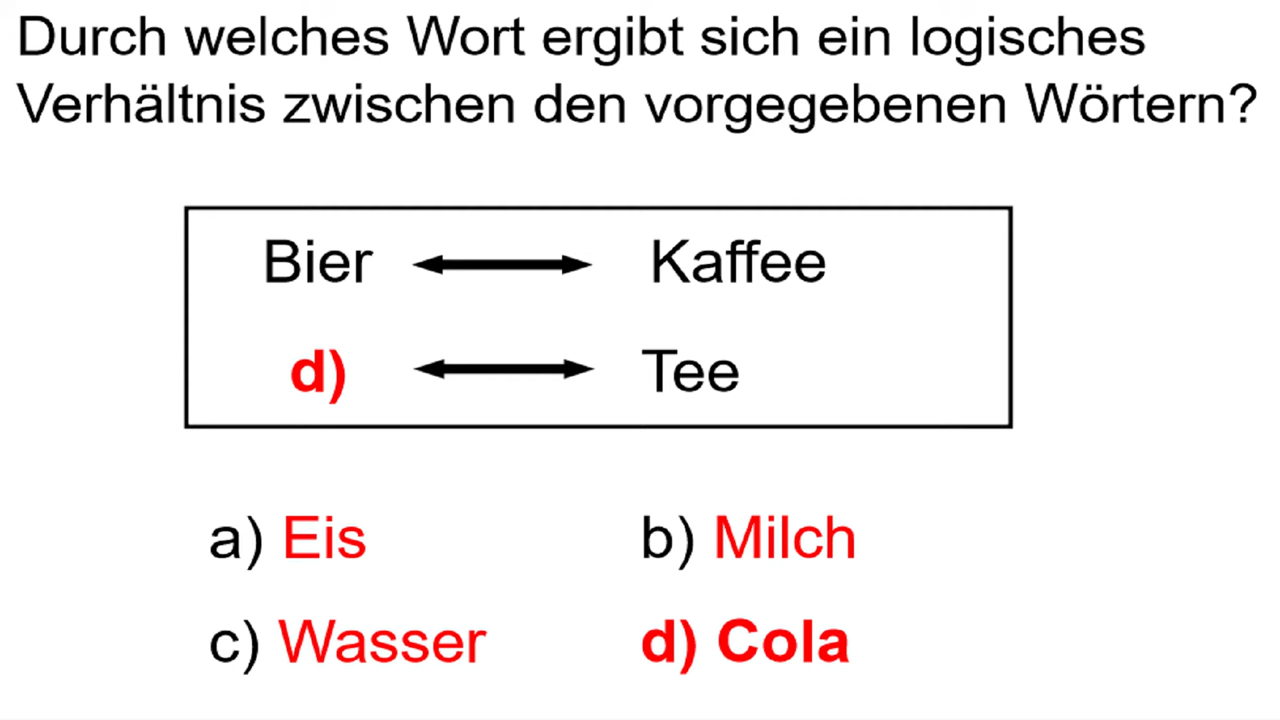 Durch welches Wort ergibt sich ein logisches
Verhältnis zwischen den vorgegebenen Wörtern?
Bier Kaffee
d) Tee
a) Eis b) Milch
c) Wasser d) Cola